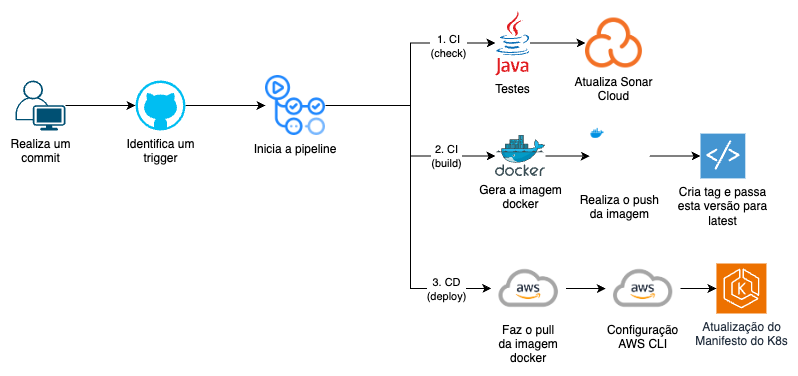 1. CI
(check)
Java
Testes
Atualiza Sonar
Cloud
Realiza um
commit
Identifica um
trigger
Inicia a pipeline
2. CI
(build)
docker
Gera a imagem
docker
Realiza o push
da imagem
</>
Cria tag e passa
esta versão para
latest
3. CD
(deploy)
aws
Faz o pull
da imagem
docker
aws
Configuração
AWS CLI
K
Atualização do
Manifesto do K8s